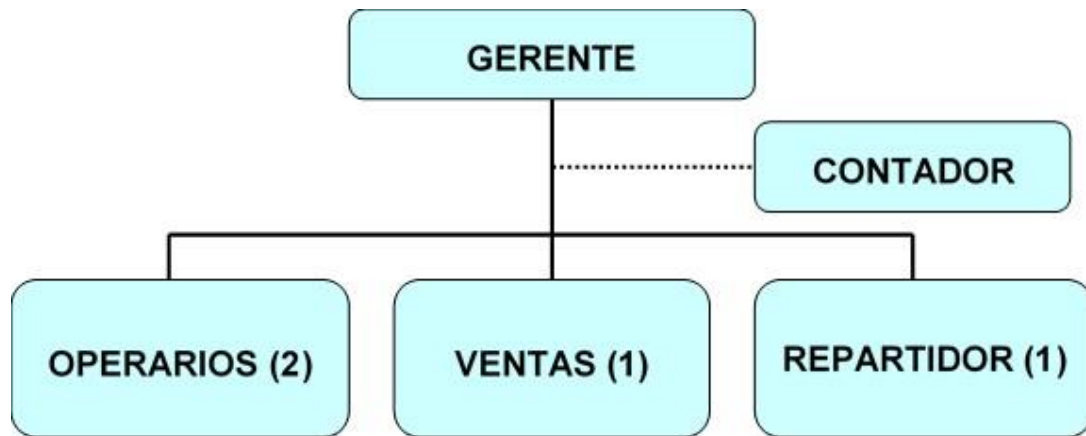 GERENTE
CONTADOR
OPERARIOS (2)
VENTAS (1)
REPARTIDOR (1)